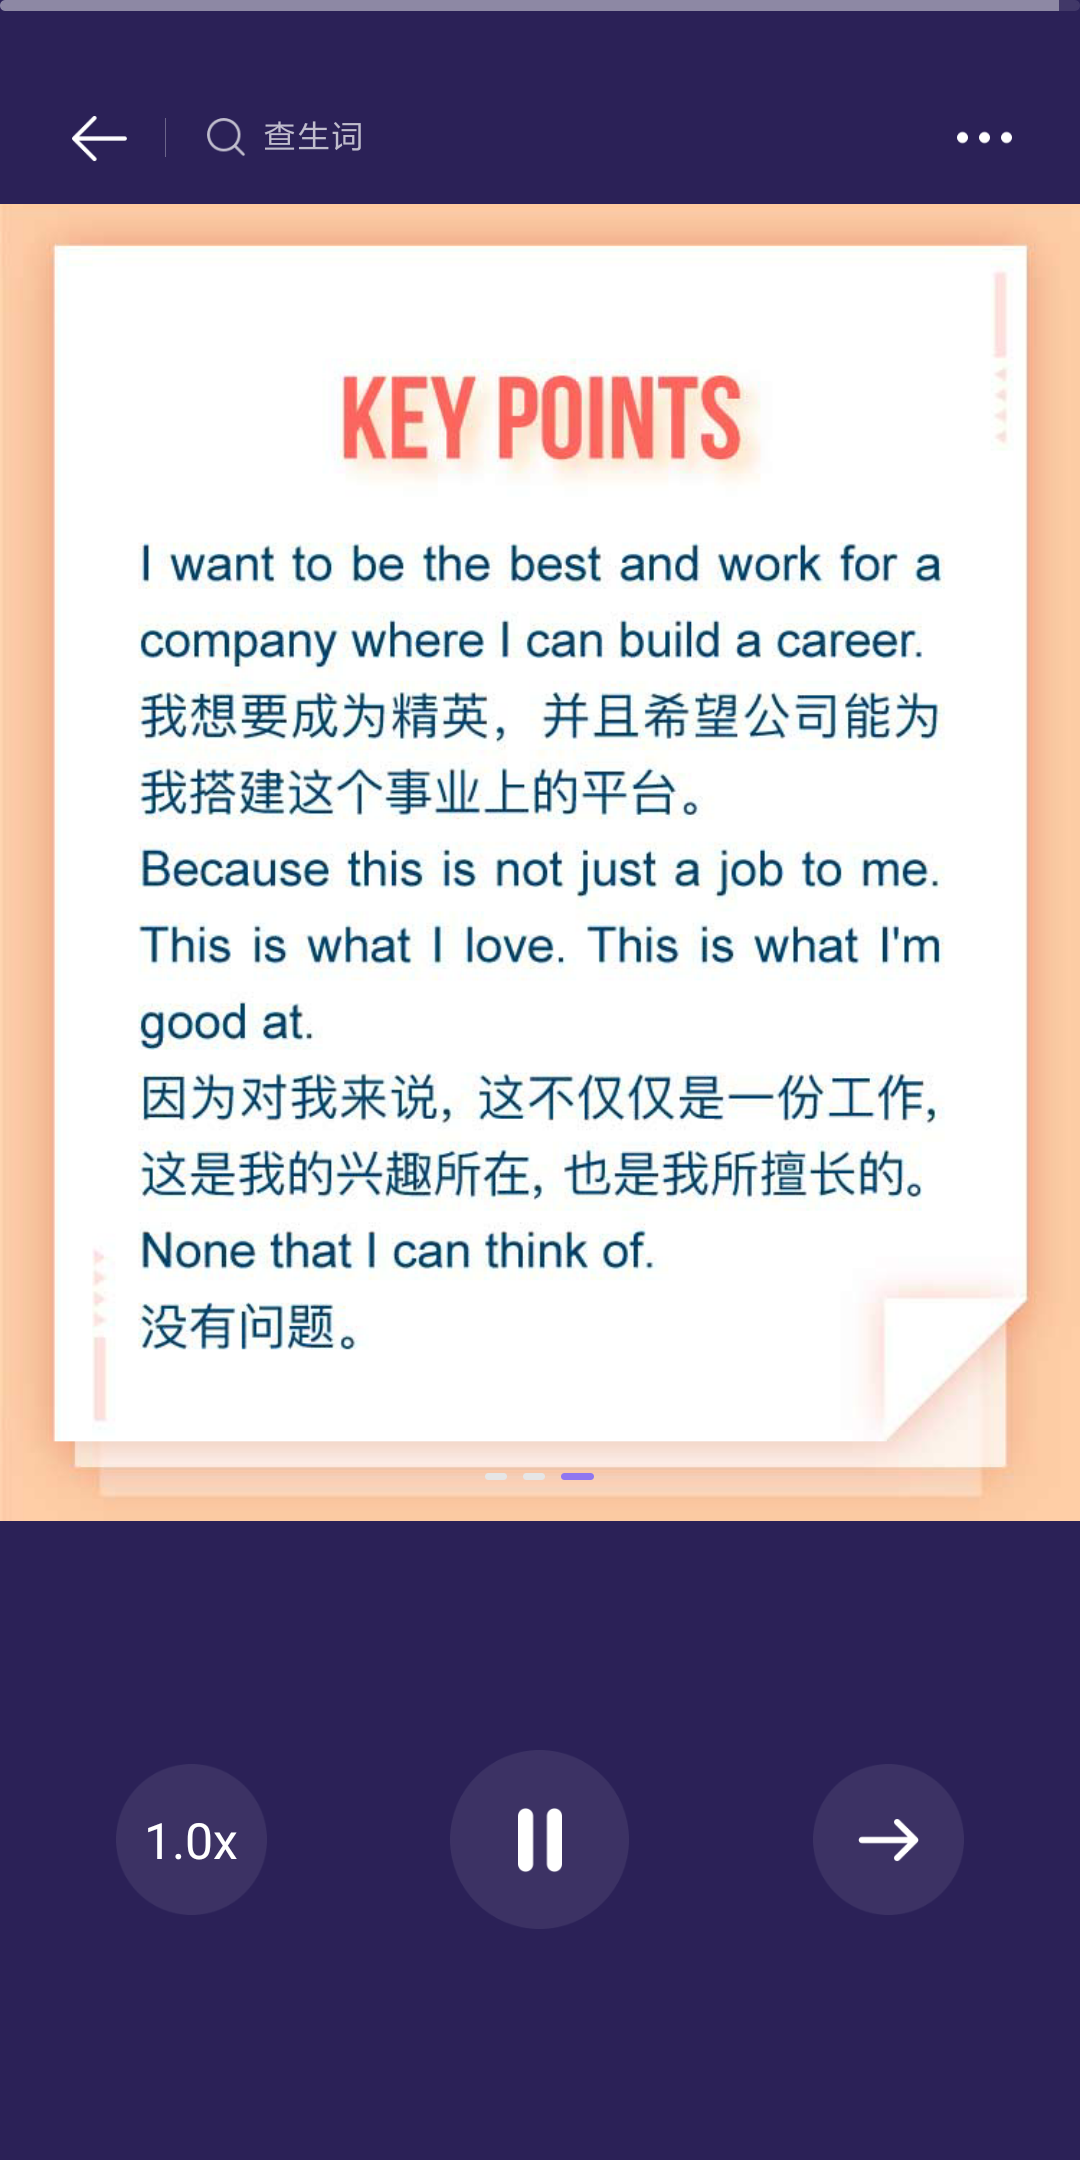 查生词
KEY POINTS
I want to be the best and work for a
company where I can build a career.
我想要成为精英，并且希望公司能为
我搭建这个事业上的平台。
Because this is not just a job to me.
This is what I love. This is what I'm
good at.
因为对我来说, 这不仅仅是一份工作,
这是我的兴趣所在, 也是我所擅长的。
None that I can think of.
没有问题。
1.0x